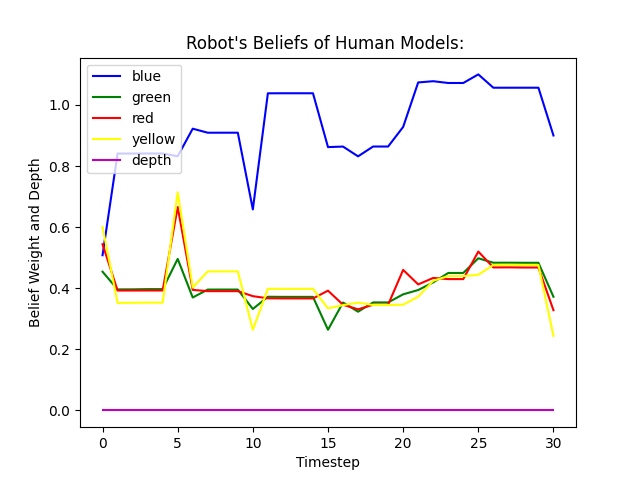 Robot's Beliefs of Human Models:
blue
green
red
yellow
depth
Belief Weight and Depth
1.0
0.8
0.6
0.4
0.2
0.0
0 5 10 15 20 25 30
Timestep